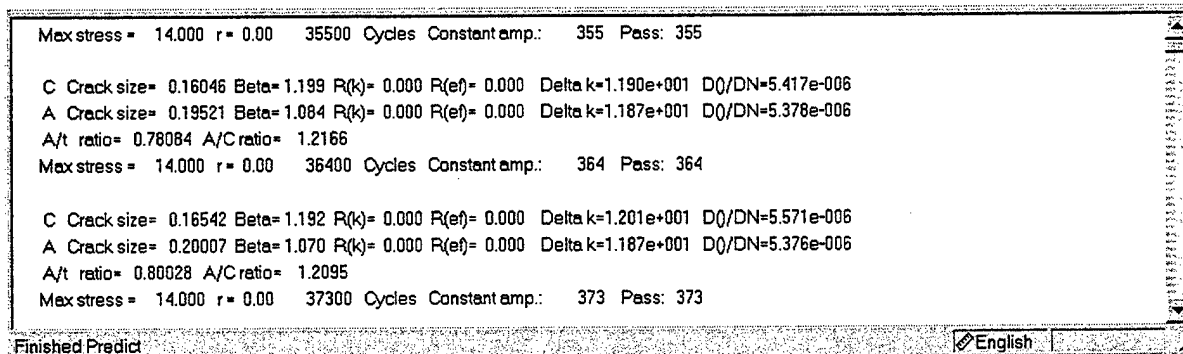 Max stress = 14.000 r = 0.00 35500 Cycles Constant amp.: 355 Pass: 355
C Crack size= 0.16046 Beta= 1.199 R(k)= 0.000 R(ef)= 0.000 Delta k=1.190e+001 D()/DN=5.417e-006
A Crack size= 0.19521 Beta= 1.084 R(k)= 0.000 R(ef)= 0.000 Delta k=1.187e+001 D()/DN=5.378e-006
A/t ratio= 0.78084 A/C ratio= 1.2166
Max stress = 14.000 r = 0.00 36400 Cycles Constant amp.: 364 Pass: 364
C Crack size= 0.16542 Beta= 1.192 R(k)= 0.000 R(ef)= 0.000 Delta k=1.201e+001 D()/DN=5.571e-006
A Crack size= 0.20007 Beta= 1.070 R(k)= 0.000 R(ef)= 0.000 Delta k=1.187e+001 D()/DN=5.376e-006
A/t ratio= 0.80028 A/C ratio= 1.2095
Max stress = 14.000 r = 0.00 37300 Cycles Constant amp.: 373 Pass: 373
Finished Predict English